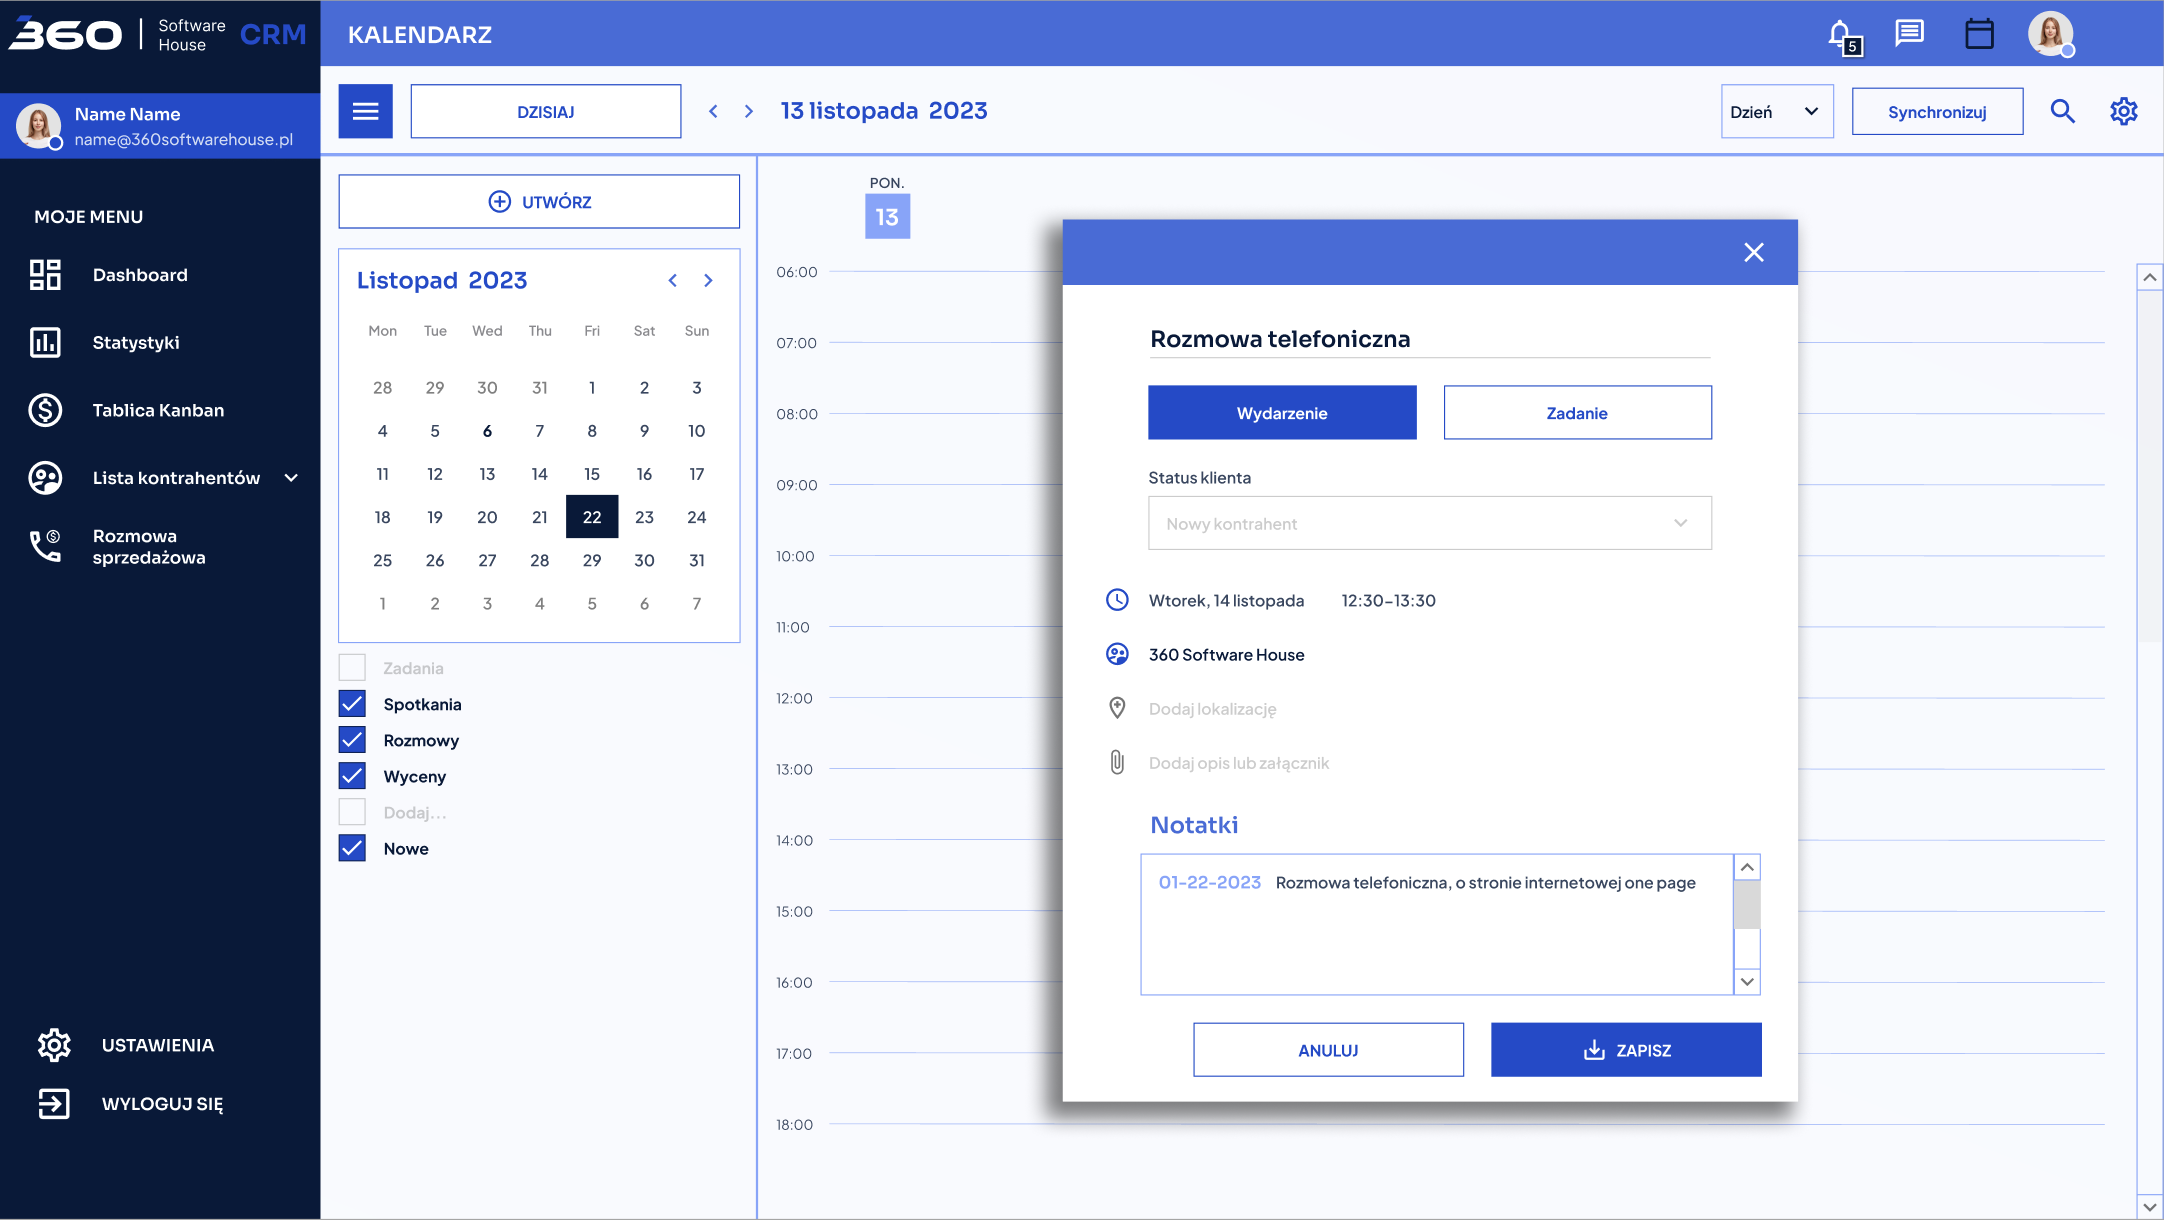 360 Software House CRM
KALENDARZ
5
Name Name
name@360softwarehouse.pl
MOJE MENU
Dashboard
Statystyki
Tablica Kanban
Lista kontrahentów
Rozmowa
sprzedażowa
USTAWIENIA
WYLOGUJ SIĘ
DZISIAJ
13 listopada 2023
Dzień
Synchronizuj
UTWÓRZ
Listopad 2023
Mon Tue Wed Thu Fri Sat Sun
28 29 30 31 1 2 3
4 5 6 7 8 9 10
11 12 13 14 15 16 17
18 19 20 21 22 23 24
25 26 27 28 29 30 31
1 2 3 4 5 6 7
Zadania
Spotkania
Rozmowy
Wyceny
Dodaj...
Nowe
PON.
13
06:00
07:00
08:00
09:00
10:00
11:00
12:00
13:00
14:00
15:00
16:00
17:00
18:00
Rozmowa telefoniczna
Wydarzenie
Zadanie
Status klienta
Nowy kontrahent
Wtorek, 14 listopada 12:30–13:30
360 Software House
Dodaj lokalizację
Dodaj opis lub załącznik
Notatki
01-22-2023 Rozmowa telefoniczna, o stronie internetowej one page
ANULUJ
ZAPISZ